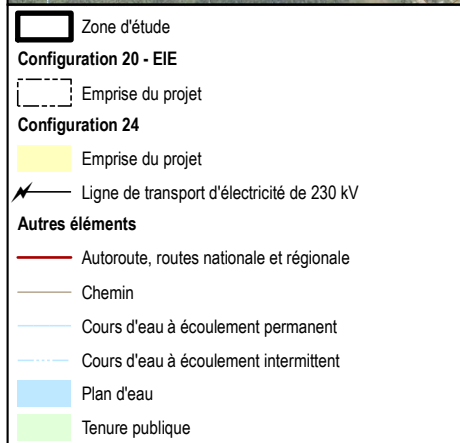 Zone d'étude
Configuration 20 - EIE
Emprise du projet
Configuration 24
Emprise du projet
Ligne de transport d'électricité de 230 kV
Autres éléments
Autoroute, routes nationale et régionale
Chemin
Cours d'eau à écoulement permanent
Cours d'eau à écoulement intermittent
Plan d'eau
Tenure publique